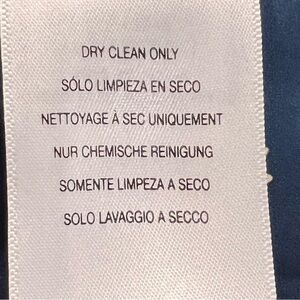 DRY CLEAN ONLY
SÓLO LIMPIEZA EN SECO
NETTOYAGE À SEC UNIQUEMENT
NUR CHEMISCHE REINIGUNG
SOMENTE LIMPEZA A SECO
SOLO LAVAGGIO A SECCO